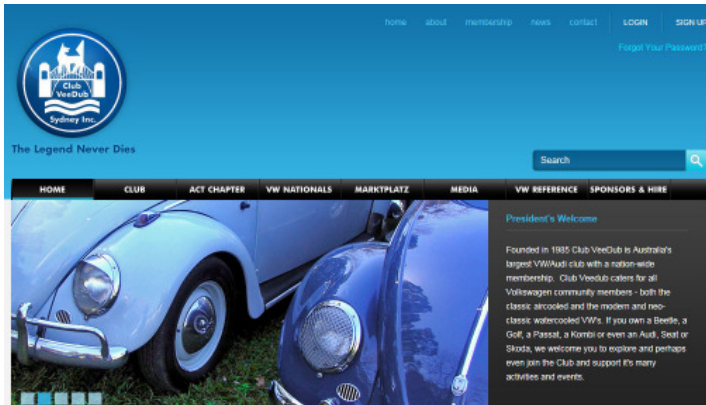 home about membership news contact LOGIN SIGN UP
Forgot Your Password?
Club
VeeDub
Sydney Inc.
The Legend Never Dies
Search
HOME CLUB ACT CHAPTER VW NATIONALS MARKTPLATZ MEDIA VW REFERENCE SPONSORS & HIRE
President's Welcome
Founded in 1985 Club VeeDub is Australia's
largest VW/Audi club with a nation-wide
membership. Club Veedub caters for all
Volkswagen community members - both the
classic aircooled and the modern and neo-
classic watercooled VW's. If you own a Beetle, a
Golf, a Passat, a Kombi or even an Audi, Seat or
Skoda, we welcome you to explore and perhaps
even join the Club and support it's many
activities and events.